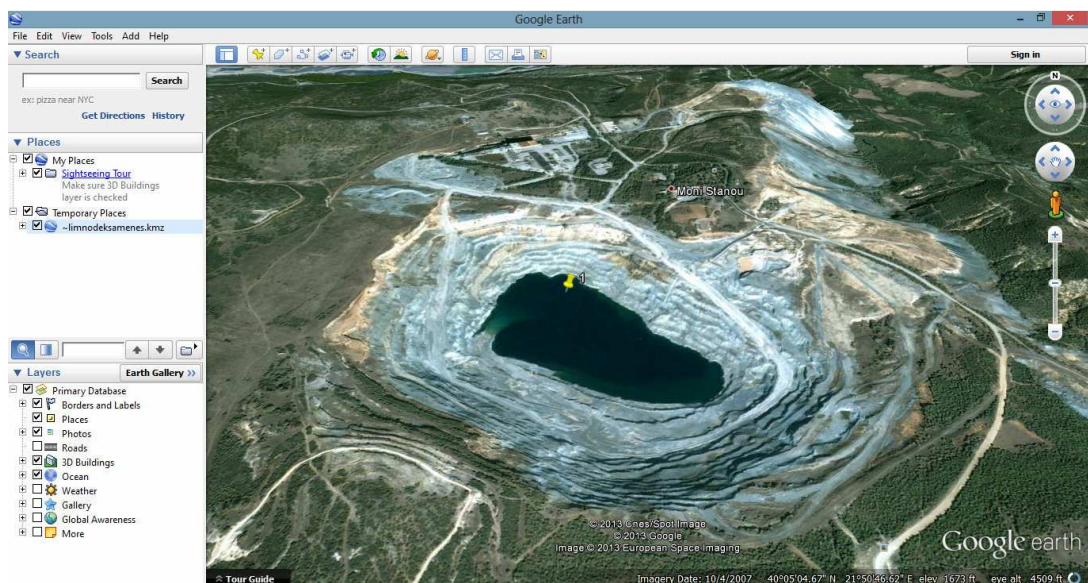 Google Earth
File Edit View Tools Add Help
Search
Search
ex: pizza near NYC
Get Directions History
Places
My Places
Sightseeing Tour
Make sure 3D Buildings
layer is checked
Temporary Places
~limnodeksamenes.kmz
Layers
Earth Gallery >>
Primary Database
Borders and Labels
Places
Photos
Roads
3D Buildings
Ocean
Weather
Gallery
Global Awareness
More
Sign in
N
Moni Stanou
1
© 2013 Cnes/Spot Image
© 2013 Google
Image © 2013 European Space Imaging
Google earth
Tour Guide
Imagery Date: 10/4/2007 40°05'04.67" N 21°50'46.62" E elev 1673 ft eye alt 4509 ft